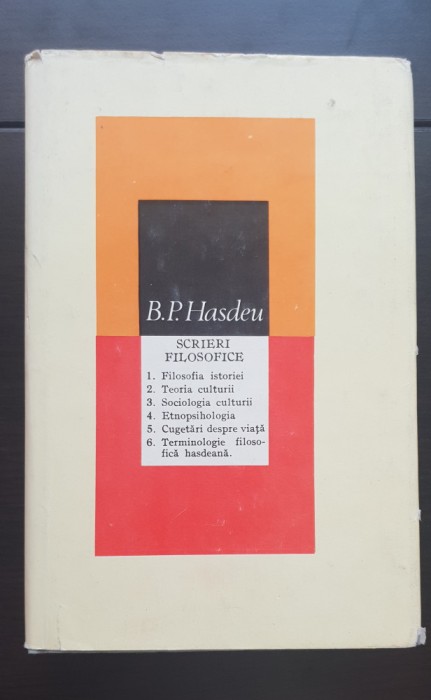 B.P. Hasdeu
SCRIERI
FILOSOFICE
1. Filosofia istoriei
2. Teoria culturii
3. Sociologia culturii
4. Etnopsihologia
5. Cugetări despre viață
6. Terminologie filoso-
fică hasdeană.